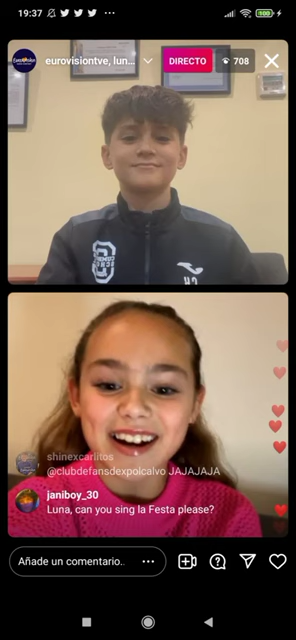 19:37
100
eurovisiontve, lun...
DIRECTO
708
shinexcarlitos
@clubdefansdexpolcalvo JAJAJAJA
janiboy_30
Luna, can you sing la Festa please?
Añade un comentario..